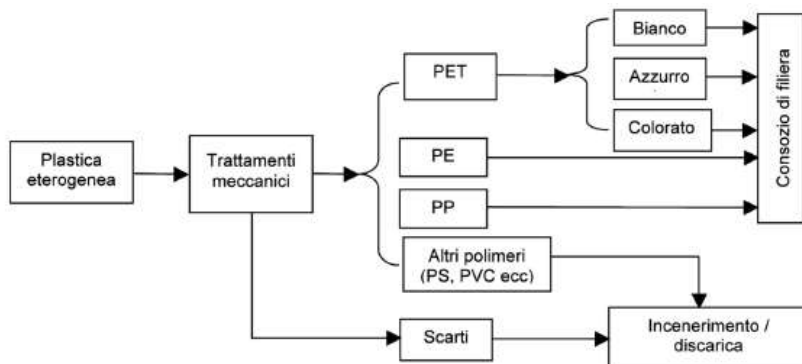 Plastica
eterogenea
Trattamenti
meccanici
PET
Bianco
Azzurro
Colorato
PE
PP
Altri polimeri
(PS, PVC ecc)
Scarti
Consozio di filiera
Incenerimento /
discarica